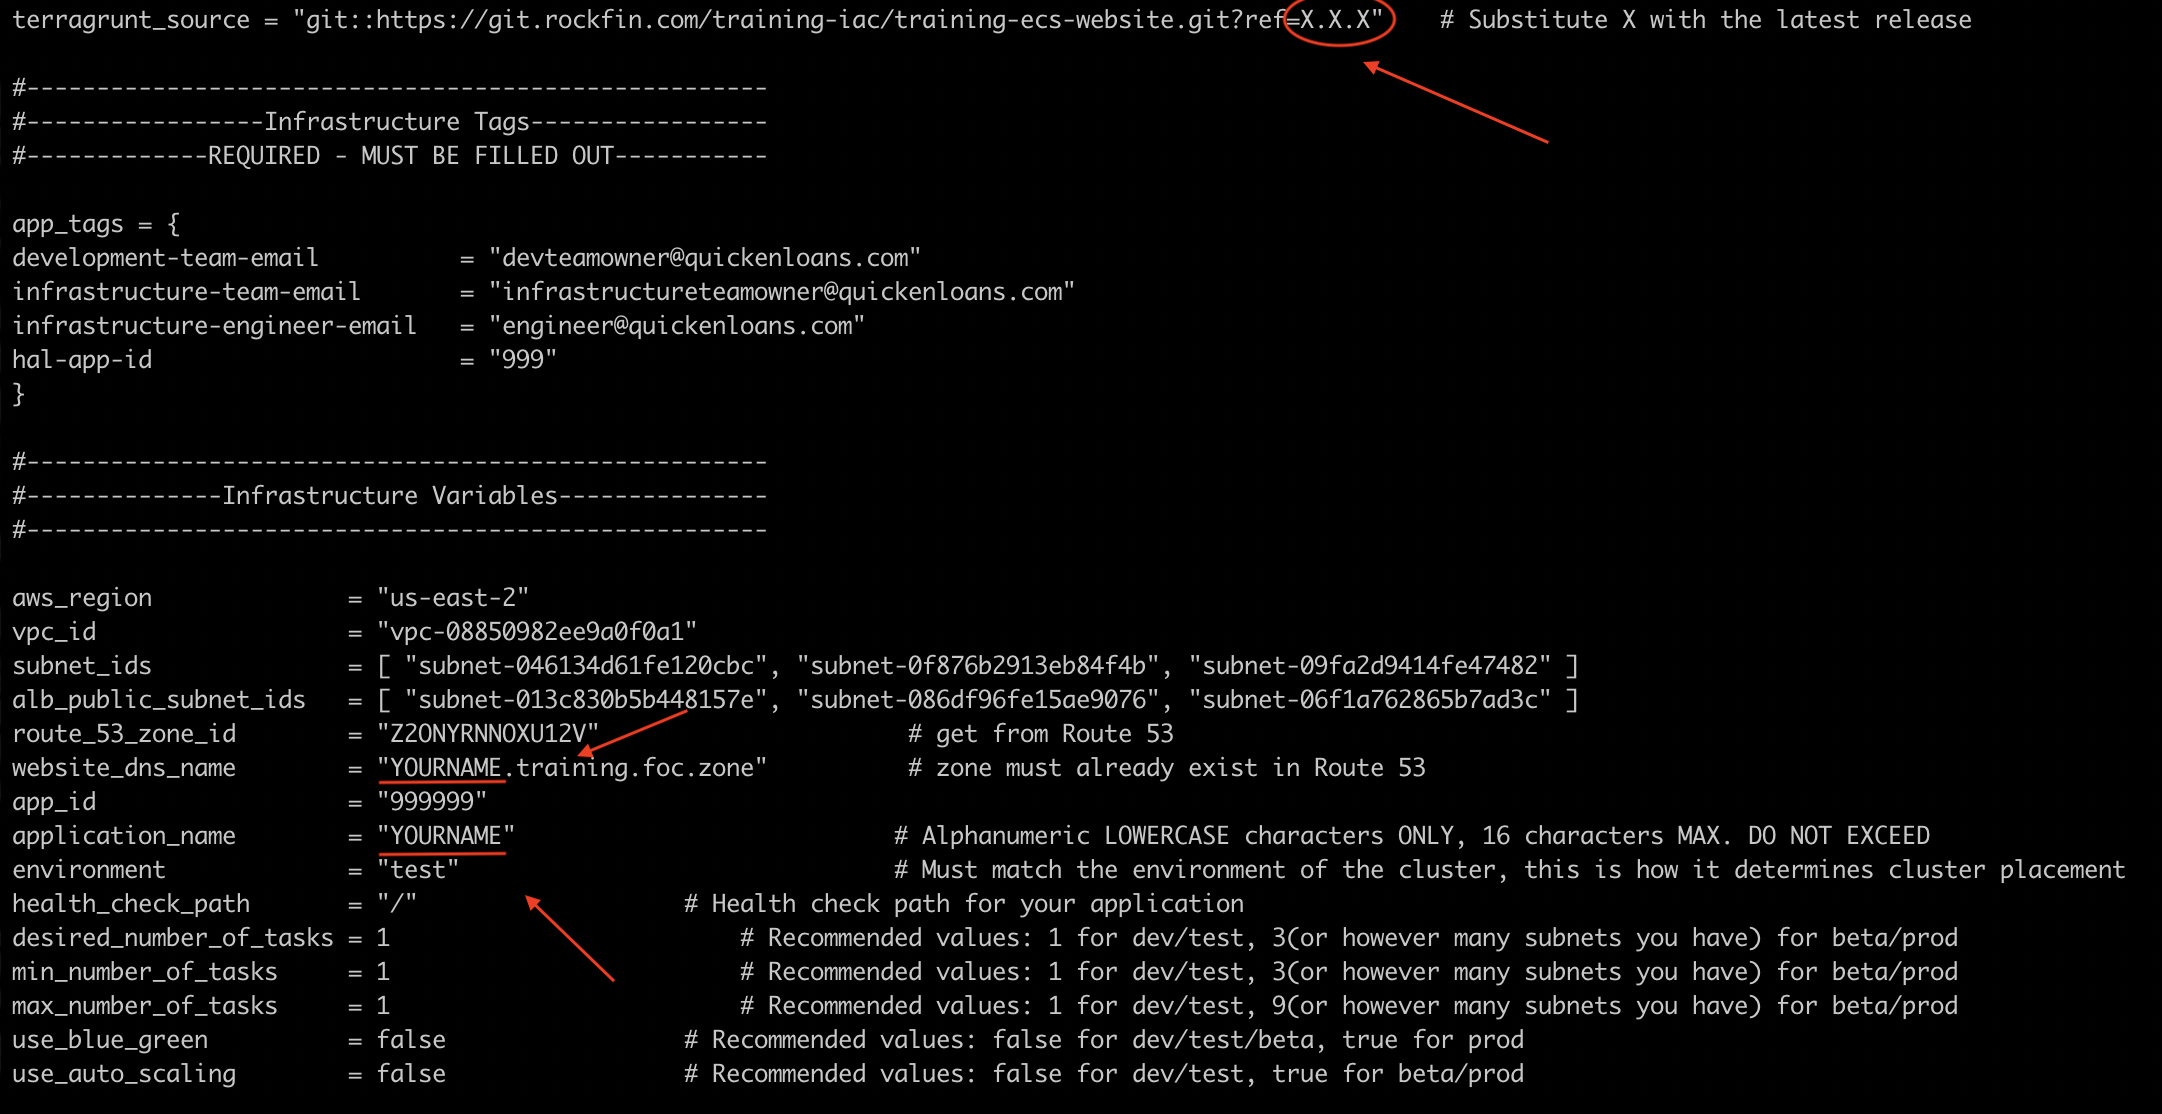 terragrunt_source = "git::https://git.rockfin.com/training-iac/training-ecs-website.git?ref=X.X.X"    # Substitute X with the latest release
#-----------------------------------------------------
#-----------------Infrastructure Tags-----------------
#-------------REQUIRED - MUST BE FILLED OUT-----------
app_tags = {
development-team-email          = "devteamowner@quickenloans.com"
infrastructure-team-email       = "infrastructureteamowner@quickenloans.com"
infrastructure-engineer-email   = "engineer@quickenloans.com"
hal-app-id                      = "999"
}
#-----------------------------------------------------
#--------------Infrastructure Variables---------------
#-----------------------------------------------------
aws_region              = "us-east-2"
vpc_id                  = "vpc-08850982ee9a0f0a1"
subnet_ids              = [ "subnet-046134d61fe120cbc", "subnet-0f876b2913eb84f4b", "subnet-09fa2d9414fe47482" ]
alb_public_subnet_ids   = [ "subnet-013c830b5b448157e", "subnet-086df96fe15ae9076", "subnet-06f1a762865b7ad3c" ]
route_53_zone_id        = "Z2ONYRNNOXU12V"                      # get from Route 53
website_dns_name        = "YOURNAME.training.foc.zone"          # zone must already exist in Route 53
app_id                  = "999999"
application_name        = "YOURNAME"                           # Alphanumeric LOWERCASE characters ONLY, 16 characters MAX. DO NOT EXCEED
environment             = "test"                               # Must match the environment of the cluster, this is how it determines cluster placement
health_check_path       = "/"                   # Health check path for your application
desired_number_of_tasks = 1                         # Recommended values: 1 for dev/test, 3(or however many subnets you have) for beta/prod
min_number_of_tasks     = 1                         # Recommended values: 1 for dev/test, 3(or however many subnets you have) for beta/prod
max_number_of_tasks     = 1                         # Recommended values: 1 for dev/test, 9(or however many subnets you have) for beta/prod
use_blue_green          = false                 # Recommended values: false for dev/test/beta, true for prod
use_auto_scaling        = false                 # Recommended values: false for dev/test, true for beta/prod